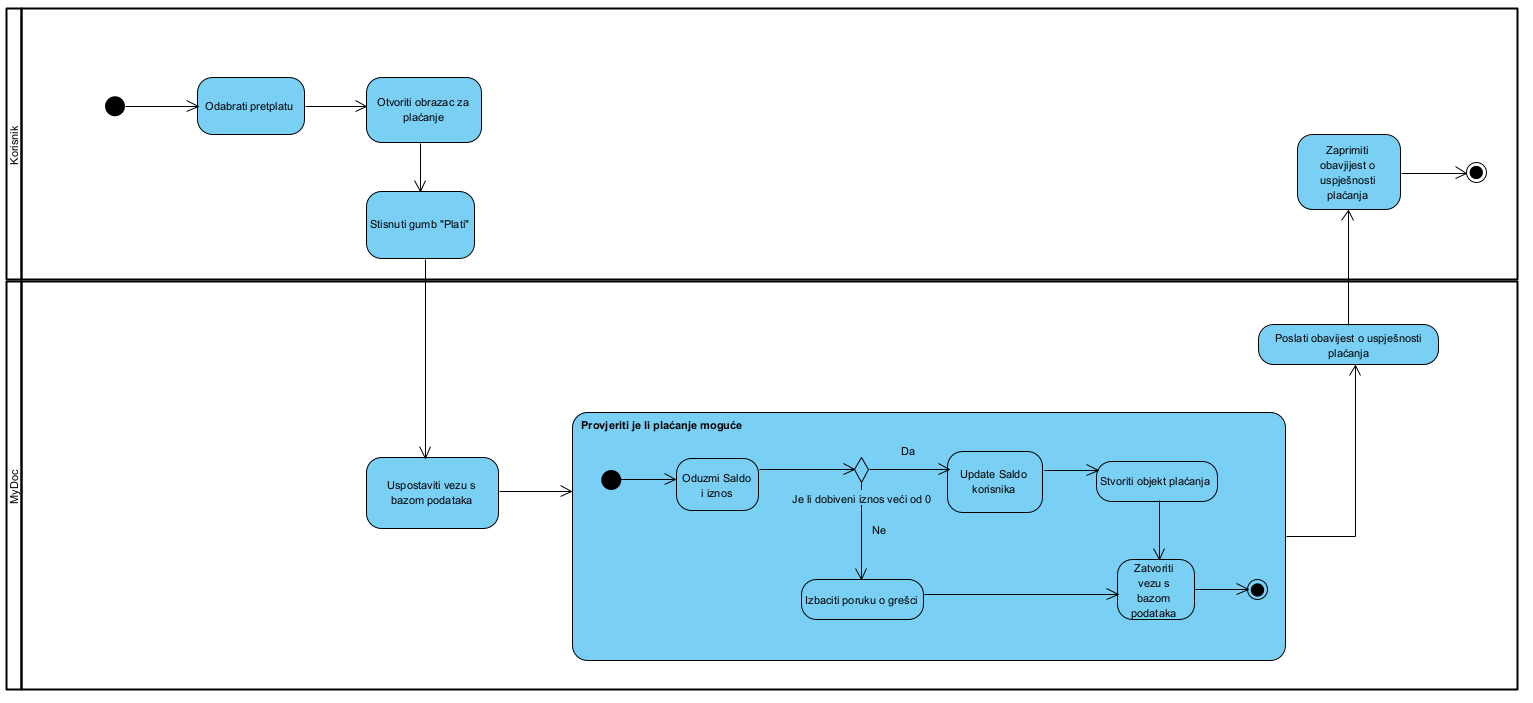 Korisnik
Odabrati pretplatu
Otvoriti obrazac za
plaćanje
Stisnuti gumb "Plati"
Zaprimiti
obavjijest o
uspješnosti
plaćanja
MyDoc
Poslati obavijest o uspješnosti
plaćanja
Uspostaviti vezu s
bazom podataka
Provjeriti je li plaćanje moguće
Oduzmi Saldo
i iznos
Je li dobiveni iznos veći od 0
Da
Update Saldo
korisnika
Stvoriti objekt plaćanja
Ne
Izbaciti poruku o grešci
Zatvoriti
vezu s
bazom
podataka